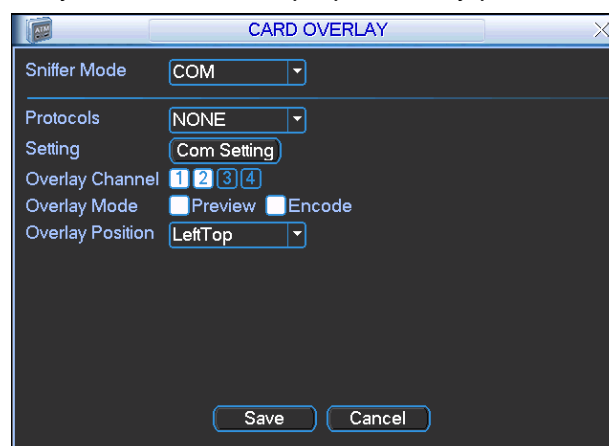 ATM CARD OVERLAY
Sniffer Mode COM
Protocols NONE
Setting Com Setting
Overlay Channel 1 2 3 4
Overlay Mode Preview Encode
Overlay Position LeftTop
Save Cancel